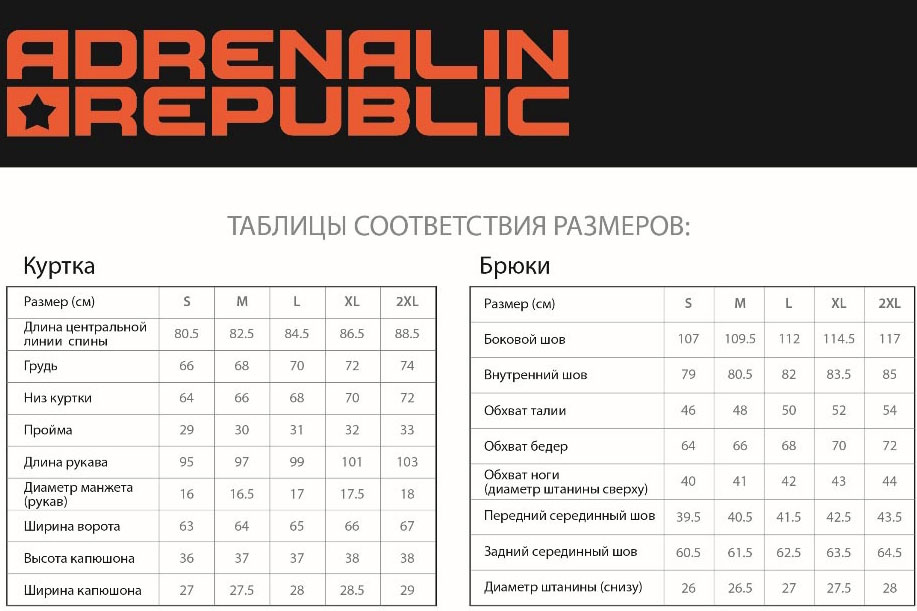 ADRENALIN
REPUBLIC
ТАБЛИЦЫ СООТВЕТСТВИЯ РАЗМЕРОВ:
Куртка
Размер (см) S M L XL 2XL
Длина центральной
линии спины 80.5 82.5 84.5 86.5 88.5
Грудь 66 68 70 72 74
Низ куртки 64 66 68 70 72
Пройма 29 30 31 32 33
Длина рукава 95 97 99 101 103
Диаметр манжета
(рукав) 16 16.5 17 17.5 18
Ширина ворота 63 64 65 66 67
Высота капюшона 36 37 37 38 38
Ширина капюшона 27 27.5 28 28.5 29
Брюки
Размер (см) S M L XL 2XL
Боковой шов 107 109.5 112 114.5 117
Внутренний шов 79 80.5 82 83.5 85
Обхват талии 46 48 50 52 54
Обхват бедер 64 66 68 70 72
Обхват ноги
(диаметр штанины сверху) 40 41 42 43 44
Передний серединный шов 39.5 40.5 41.5 42.5 43.5
Задний серединный шов 60.5 61.5 62.5 63.5 64.5
Диаметр штанины (снизу) 26 26.5 27 27.5 28